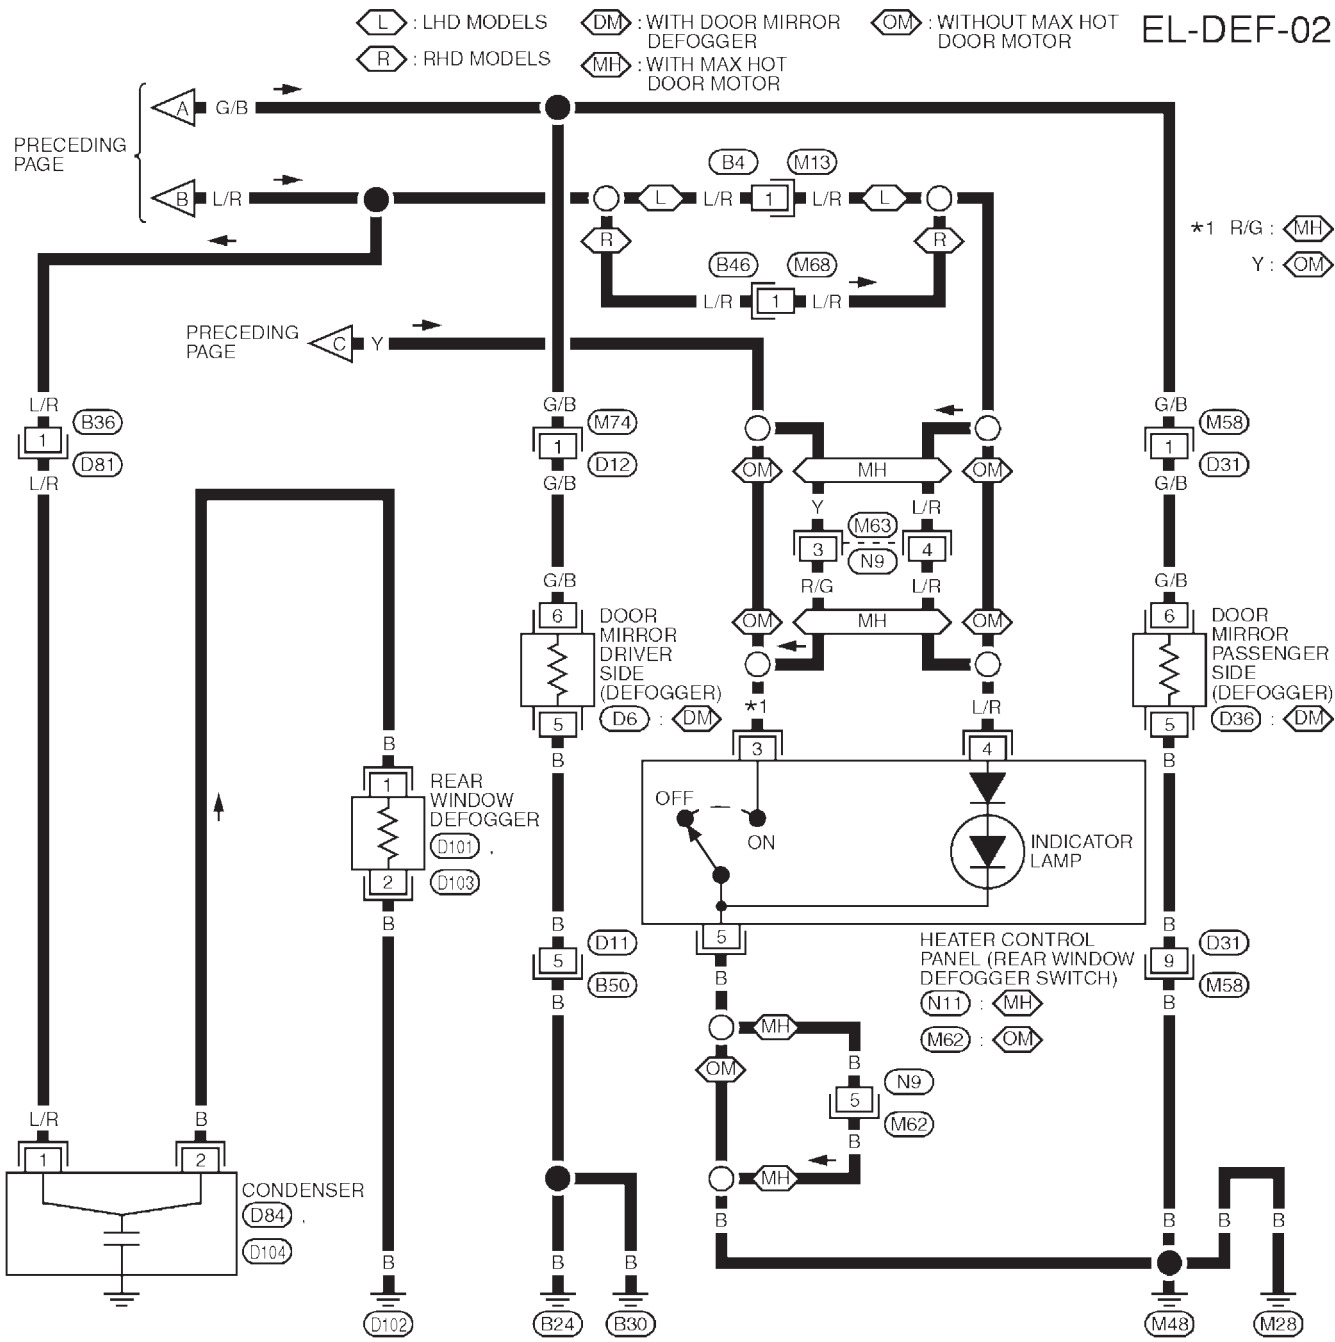 L : LHD MODELS
R : RHD MODELS
DM : WITH DOOR MIRROR
DEFOGGER
MH : WITH MAX HOT
DOOR MOTOR
OM : WITHOUT MAX HOT
DOOR MOTOR
EL-DEF-02
PRECEDING
PAGE
A G/B
B L/R
L L/R 1 L/R L
B4 M13
R R
B46 M68
L/R 1 L/R
*1 R/G : MH
Y : OM
PRECEDING
PAGE
C Y
L/R
1
B36
D81
L/R
G/B
1
M74
D12
G/B
G/B
1
M58
D31
G/B
OM MH OM
Y L/R
M63
3 4
N9
R/G L/R
OM MH OM
G/B
6
DOOR
MIRROR
DRIVER
SIDE
(DEFOGGER)
D6 : DM
5
B
G/B
6
DOOR
MIRROR
PASSENGER
SIDE
(DEFOGGER)
D36 : DM
5
B
*1 L/R
3 4
OFF
ON
INDICATOR
LAMP
5
B
1
REAR
WINDOW
DEFOGGER
D101 .
D103
2
B
B
5
D11
B50
B
HEATER CONTROL
PANEL (REAR WINDOW
DEFOGGER SWITCH)
N11 : MH
M62 : OM
B
9
D31
M58
B
B
MH
OM
B
5
N9
M62
B
MH
B
L/R B
1 2
CONDENSER
D84 .
D104
B
D102
B B
B24 B30
B B B
M48 M28